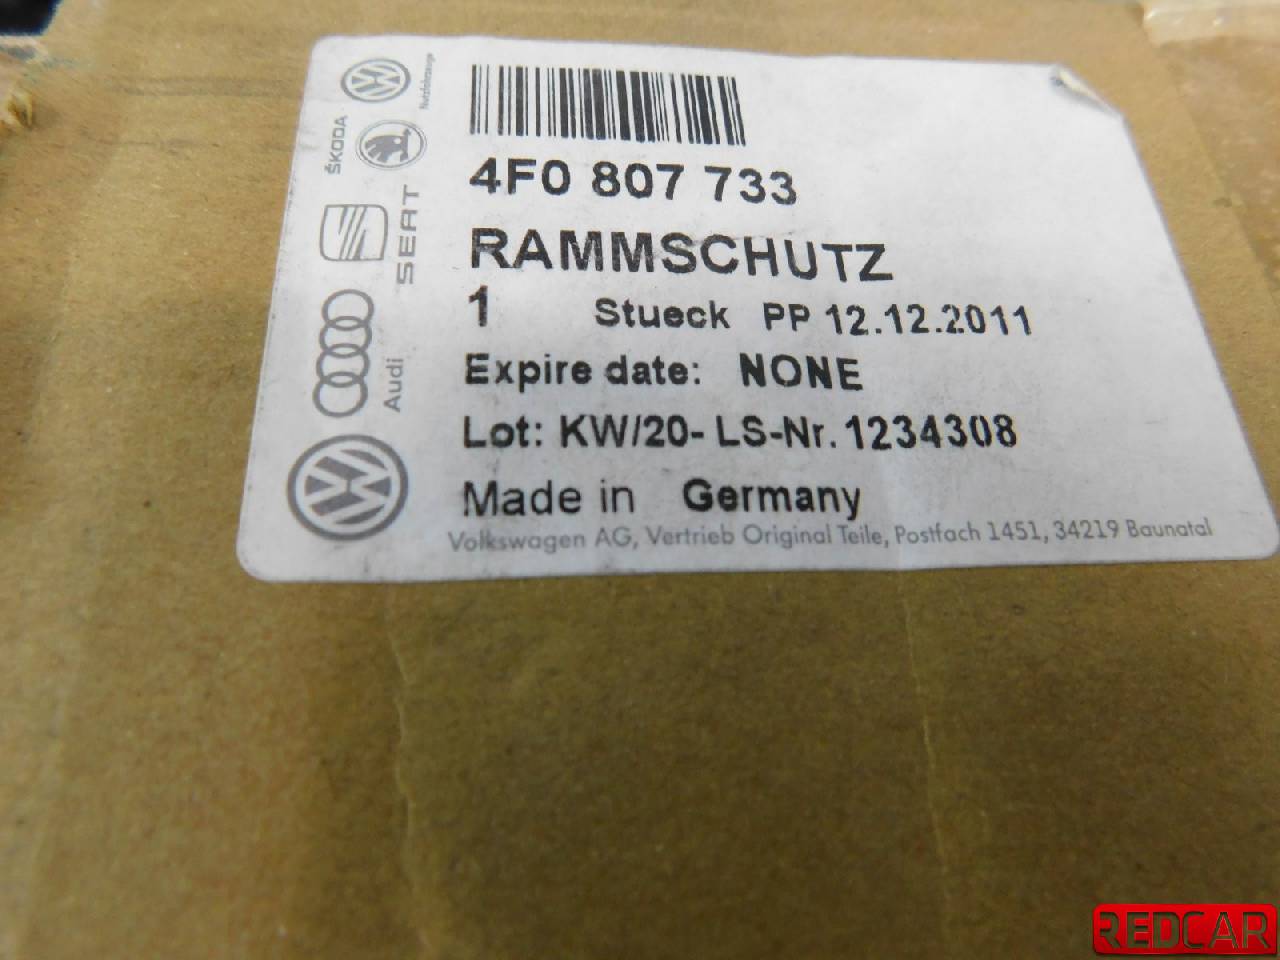 Nutzfahrzeuge
ŠKODA
SEAT
Audi
4F0 807 733
RAMMSCHUTZ
1 Stueck PP 12.12.2011
Expire date: NONE
Lot: KW/20- LS-Nr. 1234308
Made in Germany
Volkswagen AG, Vertrieb Original Teile, Postfach 1451, 34219 Baunatal
REDCAR